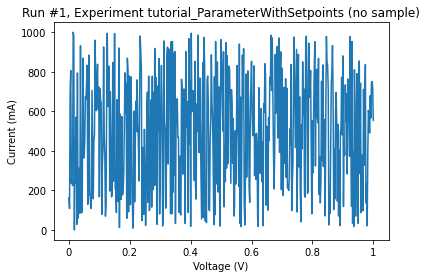 Run #1, Experiment tutorial_ParameterWithSetpoints (no sample)
Current (mA)
1000
800
600
400
200
0
0 0.2 0.4 0.6 0.8 1
Voltage (V)